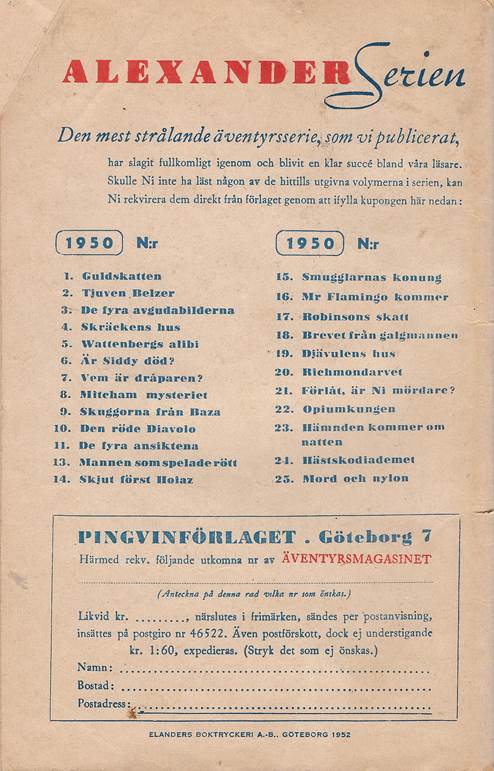 ALEXANDER Serien
Den mest strålande äventyrsserie, som vi publicerat,
har slagit fullkomligt igenom och blivit en klar succé bland våra läsare.
Skulle Ni inte ha läst någon av de hittills utgivna volymerna i serien, kan
Ni rekvirera dem direkt från förlaget genom att ifylla kupongen här nedan:
1950 N:r
1. Guldskatten
2. Tjuven Belzer
3. De fyra avgudabilderna
4. Skräckens hus
5. Wattenbergs alibi
6. Är Siddy död?
7. Vem är dråparen?
8. Mitcham mysteriet
9. Skuggorna från Baza
10. Den röde Diavolo
11. De fyra ansiktena
13. Mannen som spelade rött
14. Skjut först Hoiaz
1950 N:r
15. Smugglarnas konung
16. Mr Flamingo kommer
17. Robinsons skatt
18. Brevet från galgmannen
19. Djävulens hus
20. Richmondarvet
21. Förlåt, är Ni mördare?
22. Opiumkungen
23. Hämnden kommer om
natten
24. Hästskodiademet
25. Mord och nylon
PINGVINFÖRLAGET . Göteborg 7
Härmed rekv. följande utkomna nr av ÄVENTYRSMAGASINET
(Anteckna på denna rad vilka nr som önskas.)
Likvid kr. ........., närslutes i frimärken, sändes per postanvisning,
insättes på postgiro nr 46522. Även postförskott, dock ej understigande
kr. 1:60, expedieras. (Stryk det som ej önskas.)
Namn:
Bostad:
Postadress:
ELANDERS BOKTRYCKERI A.-B., GÖTEBORG 1952